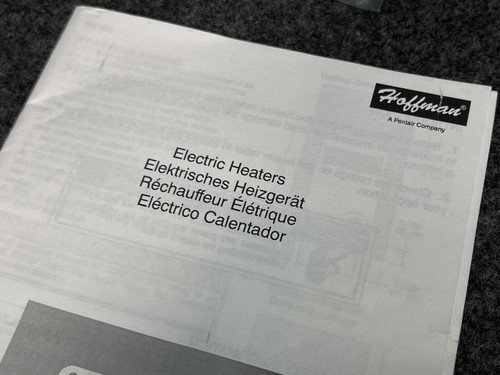 Hoffman®
A Pentair Company
Electric Heaters
Elektrisches Heizgerät
Réchauffeur Élétrique
Eléctrico Calentador